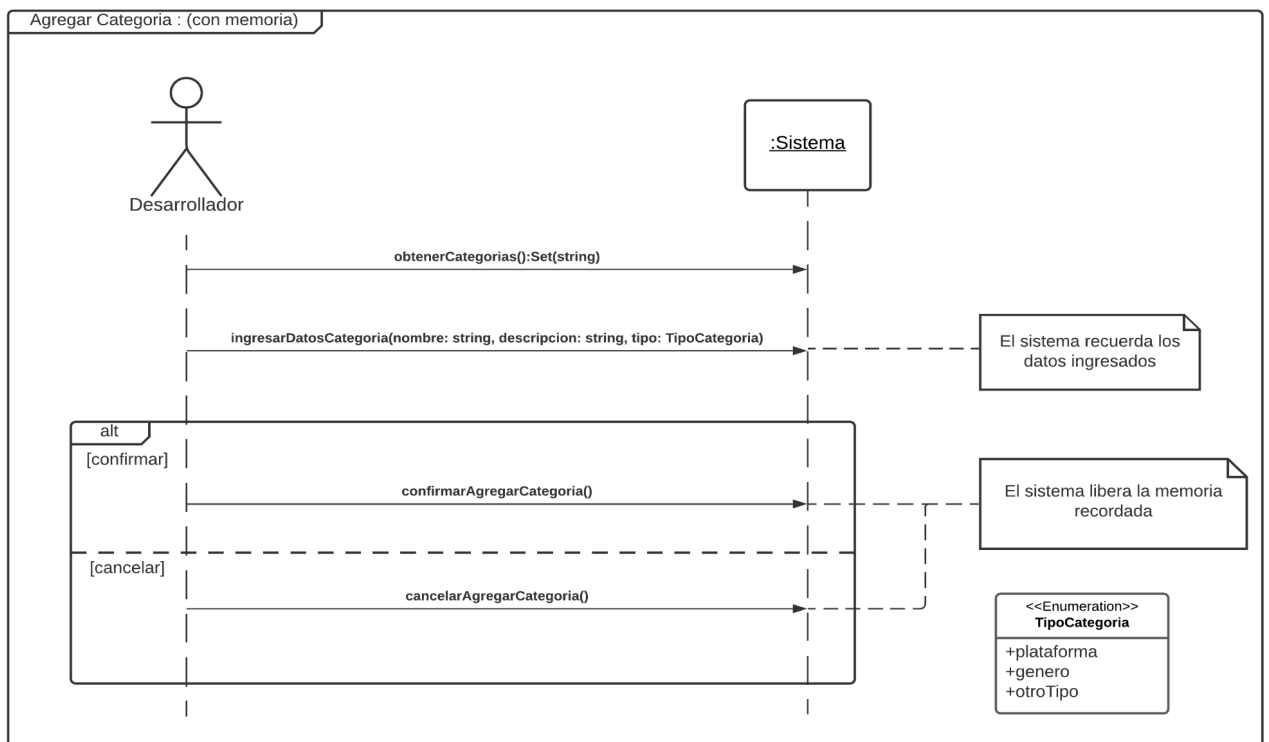 Agregar Categoria : (con memoria)
Desarrollador
:Sistema
obtenerCategorias():Set(string)
ingresarDatosCategoria(nombre: string, descripcion: string, tipo: TipoCategoria)
El sistema recuerda los
datos ingresados
alt
[confirmar]
confirmarAgregarCategoria()
El sistema libera la memoria
recordada
[cancelar]
cancelarAgregarCategoria()
<<Enumeration>>
TipoCategoria
+plataforma
+genero
+otroTipo